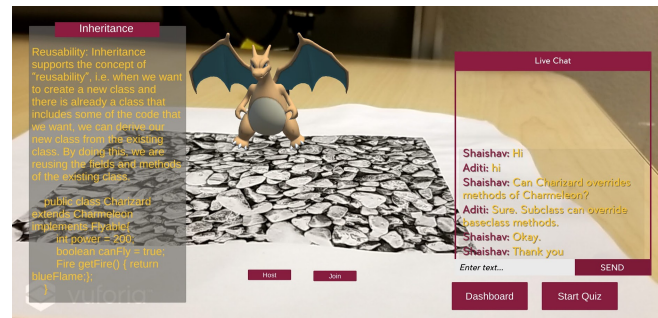 Inheritance
Reusability: Inheritance
supports the concept of
"reusability", i.e. when we want
to create a new class and
there is already a class that
includes some of the code that
we want, we can derive our
new class from the existing
class. By doing this, we are
reusing the fields and methods
of the existing class.
public class Charizard
extends Charmeleon
implements Flyable{
int power = 200;
boolean canFly = true;
Fire getFire() { return
blueFlame;};
}
vuforia
Live Chat
Shaishav: Hi
Aditi: hi
Shaishav: Can Charizard overrides
methods of Charmeleon?
Aditi: Sure. Subclass can override
baseclass methods.
Shaishav: Okay.
Shaishav: Thank you
Enter text...
SEND
Host
Join
Dashboard
Start Quiz